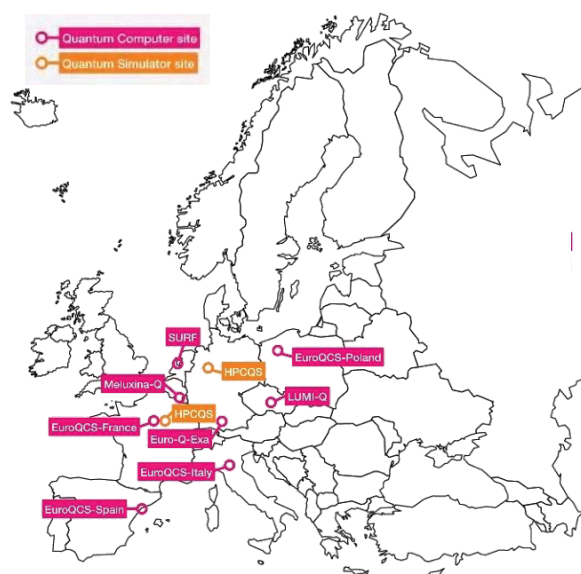 Quantum Computer site
Quantum Simulator site
SURF
EuroQCS-Poland
HPCQS
Meluxina-Q
LUMI-Q
HPCQS
EuroQCS-France
Euro-Q-Exa
EuroQCS-Italy
EuroQCS-Spain